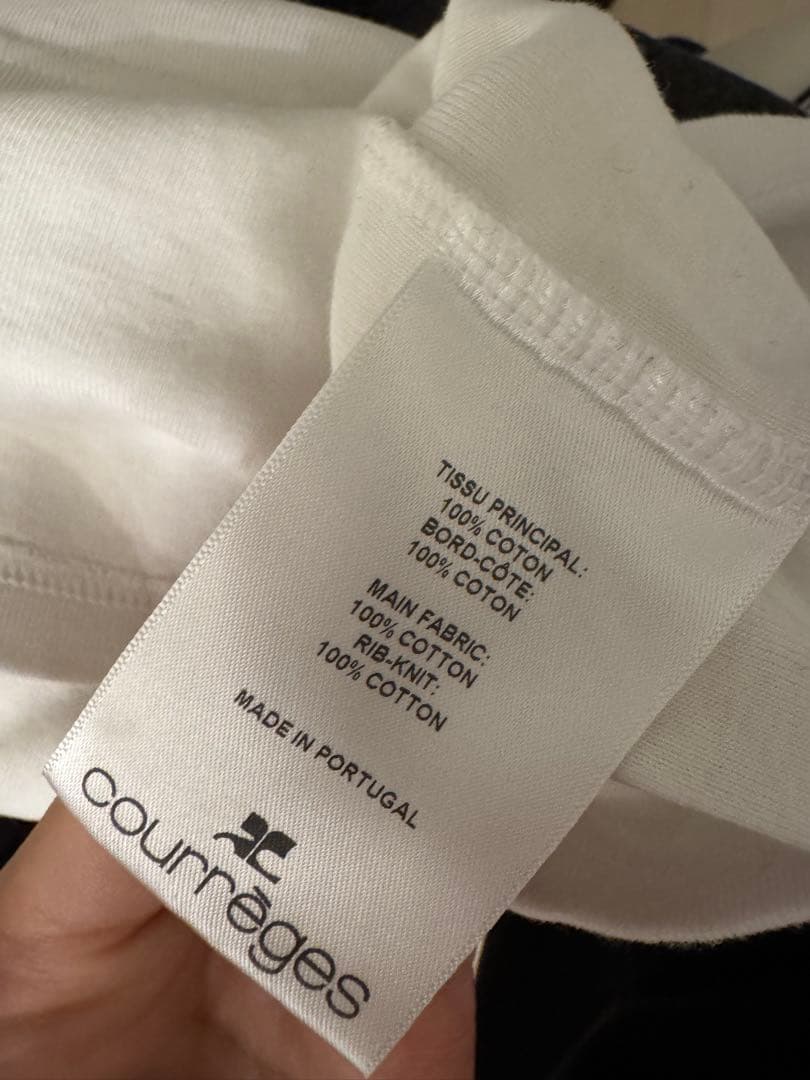 TISSU PRINCIPAL:
100% COTON
BORD-CÔTE:
100% COTON
MAIN FABRIC:
100% COTTON
RIB-KNIT:
100% COTTON
MADE IN PORTUGAL
courrèges